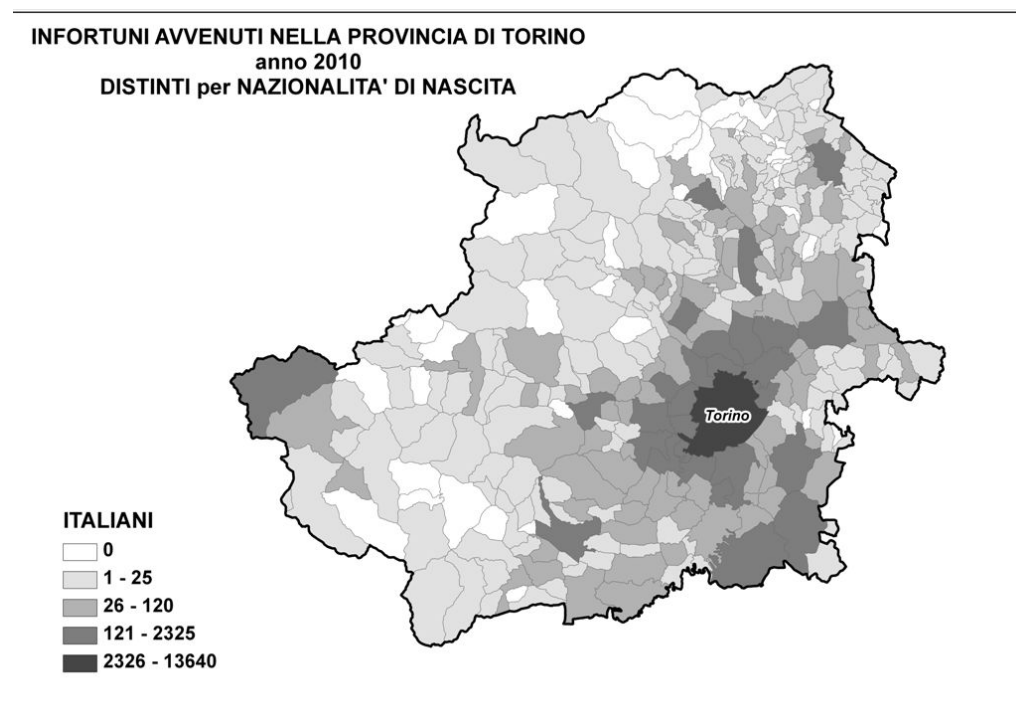 INFORTUNI AVVENUTI NELLA PROVINCIA DI TORINO
anno 2010
DISTINTI per NAZIONALITA' DI NASCITA
Torino
ITALIANI
0
1 - 25
26 - 120
121 - 2325
2326 - 13640